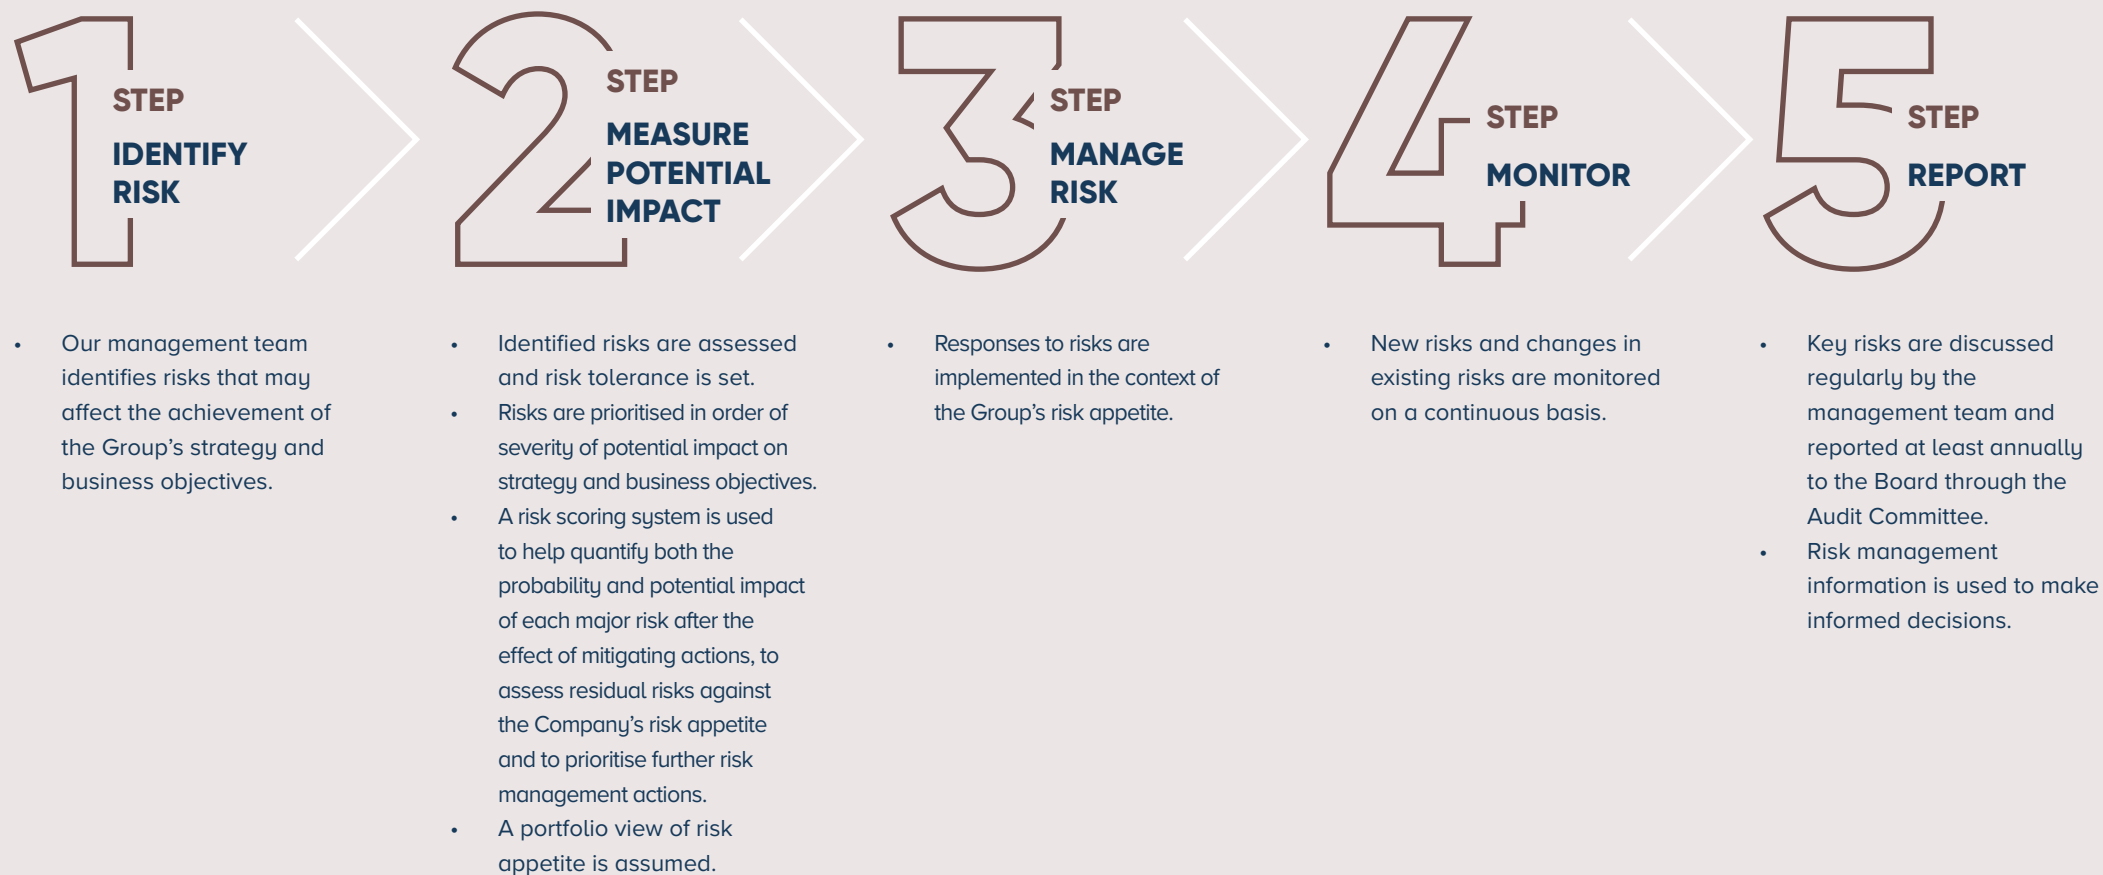 1
STEP
IDENTIFY
RISK
• Our management team
identifies risks that may
affect the achievement of
the Group’s strategy and
business objectives.
2
STEP
MEASURE
POTENTIAL
IMPACT
• Identified risks are assessed
and risk tolerance is set.
• Risks are prioritised in order of
severity of potential impact on
strategy and business objectives.
• A risk scoring system is used
to help quantify both the
probability and potential impact
of each major risk after the
effect of mitigating actions, to
assess residual risks against
the Company’s risk appetite
and to prioritise further risk
management actions.
• A portfolio view of risk
appetite is assumed.
3
STEP
MANAGE
RISK
• Responses to risks are
implemented in the context of
the Group’s risk appetite.
4
STEP
MONITOR
• New risks and changes in
existing risks are monitored
on a continuous basis.
5
STEP
REPORT
• Key risks are discussed
regularly by the
management team and
reported at least annually
to the Board through the
Audit Committee.
• Risk management
information is used to make
informed decisions.